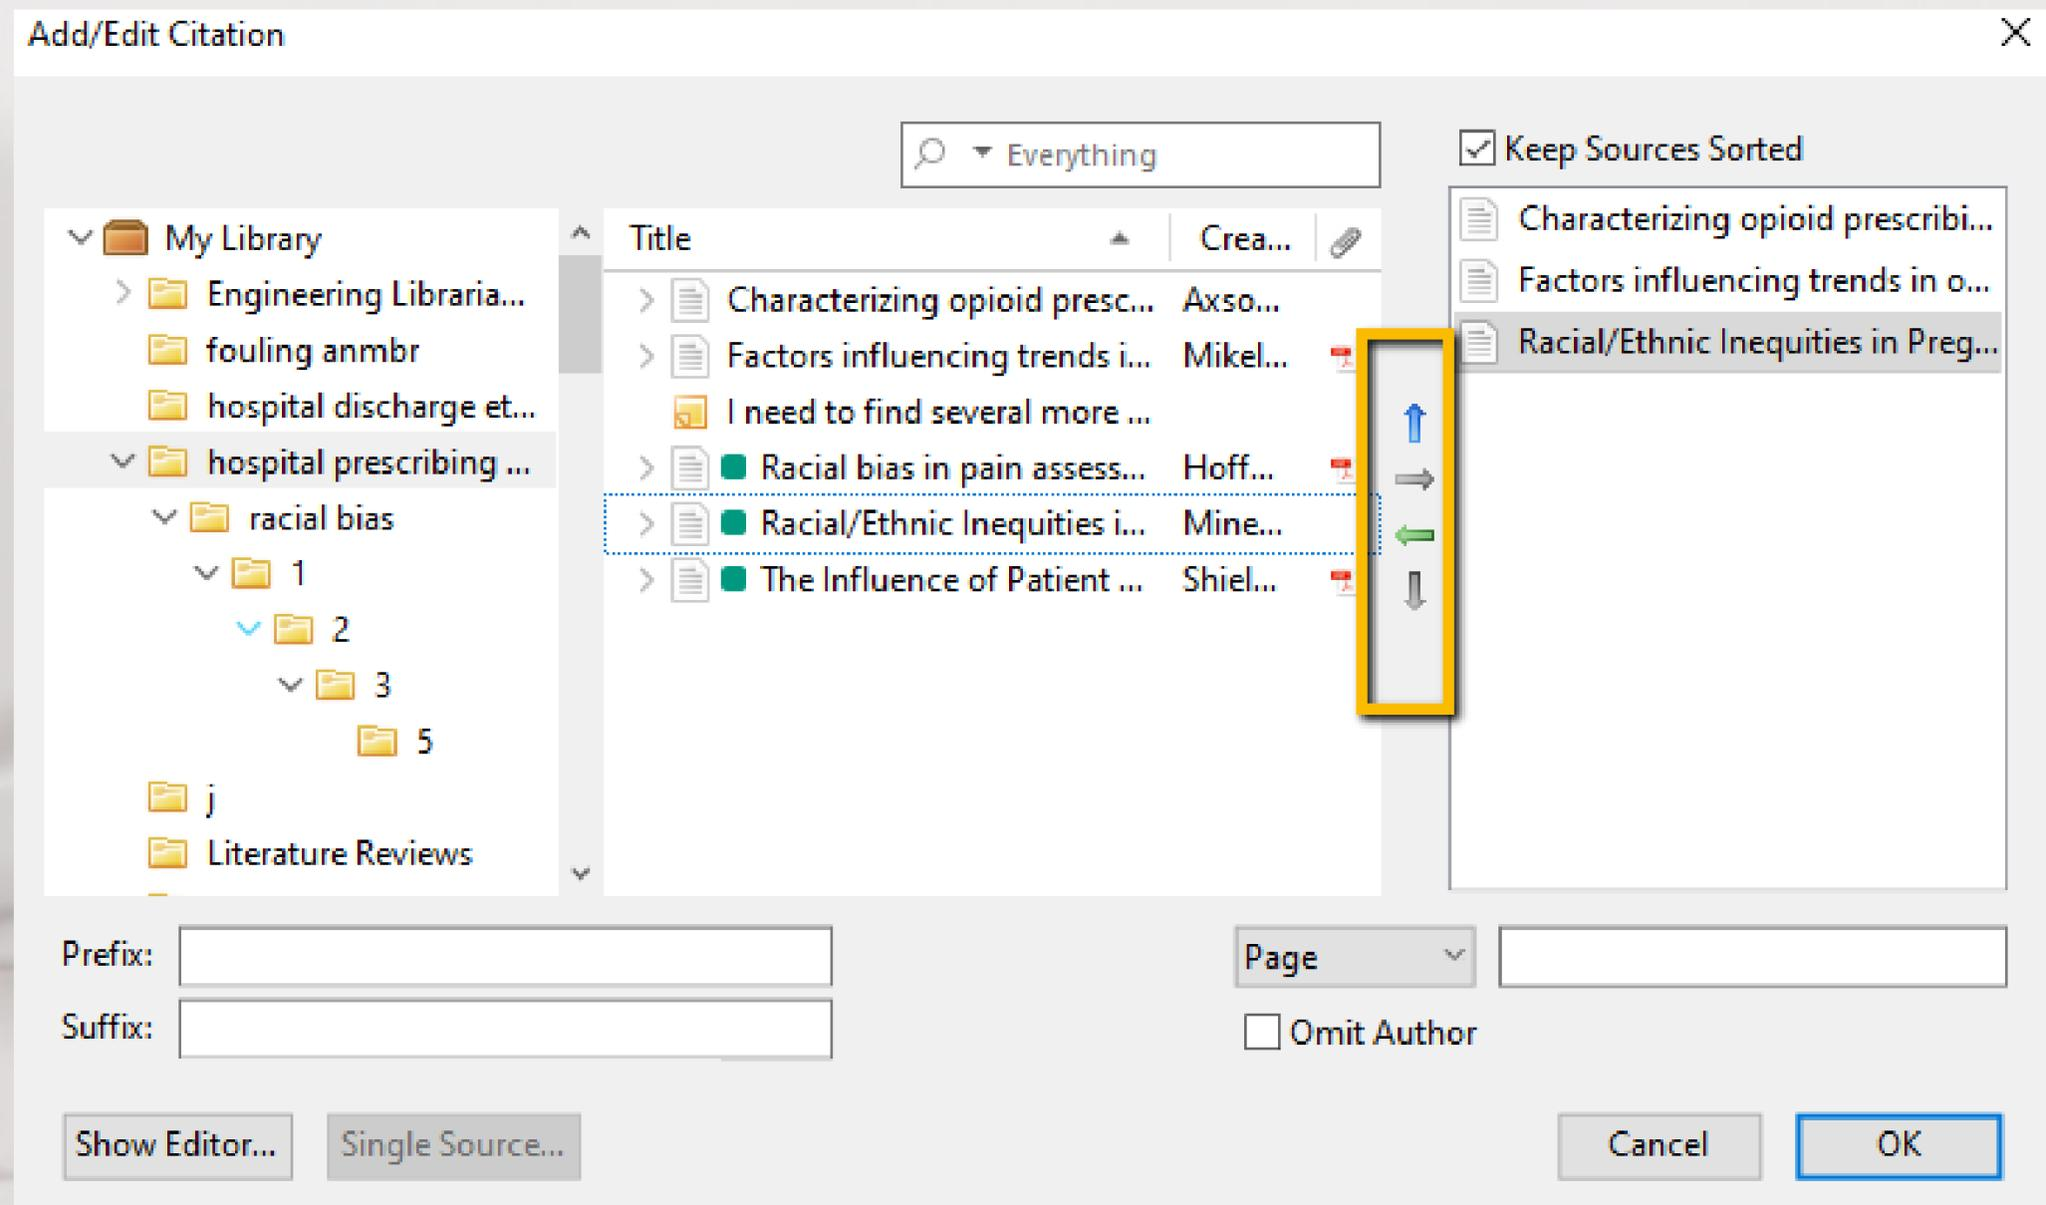 Add/Edit Citation
Everything
Keep Sources Sorted
My Library
Engineering Libraria...
fouling anmbr
hospital discharge et...
hospital prescribing ...
racial bias
1
2
3
5
j
Literature Reviews
Title Crea...
Characterizing opioid presc... Axso...
Factors influencing trends i... Mikel...
I need to find several more ...
Racial bias in pain assess... Hoff...
Racial/Ethnic Inequities i... Mine...
The Influence of Patient ... Shiel...
Characterizing opioid prescribi...
Factors influencing trends in o...
Racial/Ethnic Inequities in Preg...
Prefix:
Suffix:
Page
Omit Author
Show Editor...
Single Source...
Cancel
OK